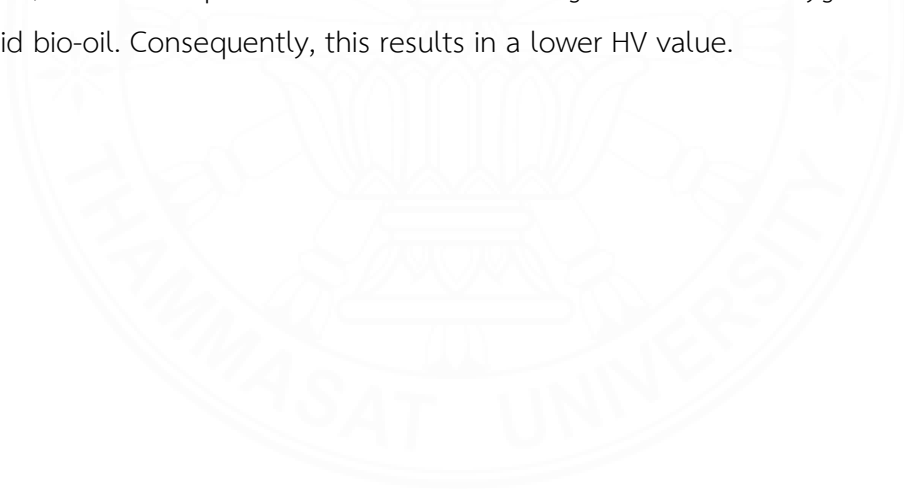 id bio-oil. Consequently, this results in a lower HV value.
THAMMASAT UNIVERSITY